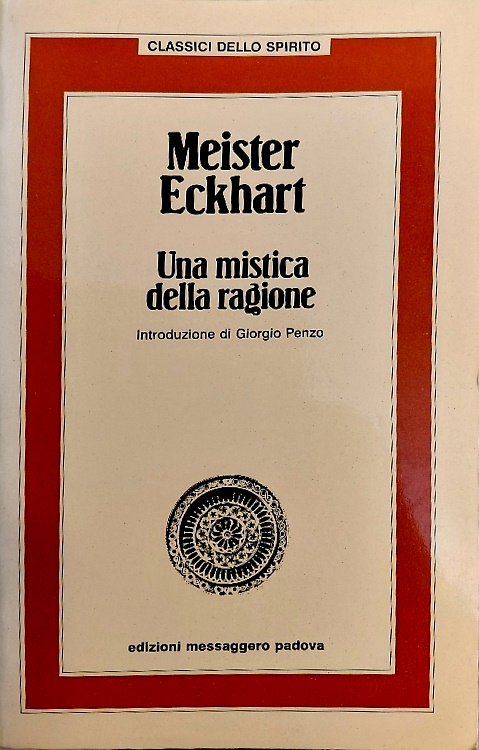 CLASSICI DELLO SPIRITO
Meister
Eckhart
Una mistica
della ragione
Introduzione di Giorgio Penzo
edizioni messaggero padova